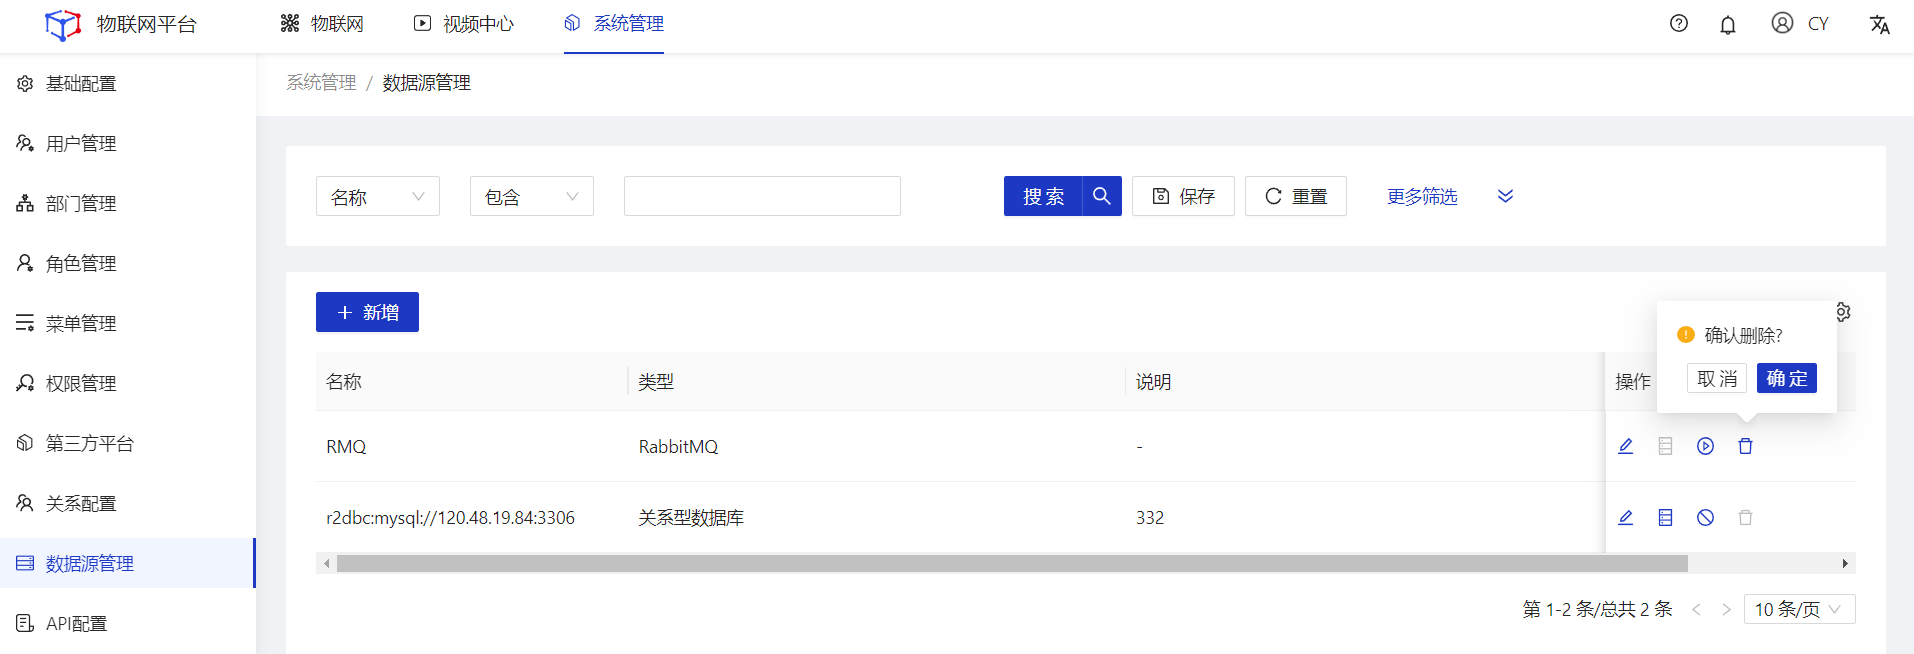 物联网平台
物联网
视频中心
系统管理
CY
基础配置
用户管理
部门管理
角色管理
菜单管理
权限管理
第三方平台
关系配置
数据源管理
API配置
系统管理 / 数据源管理
名称
包含
搜 索
保存
重置
更多筛选
新增
确认删除?
取 消
确 定
名称
类型
说明
操作
RMQ
RabbitMQ
-
r2dbc:mysql://120.48.19.84:3306
关系型数据库
332
第 1-2 条/总共 2 条
10 条/页